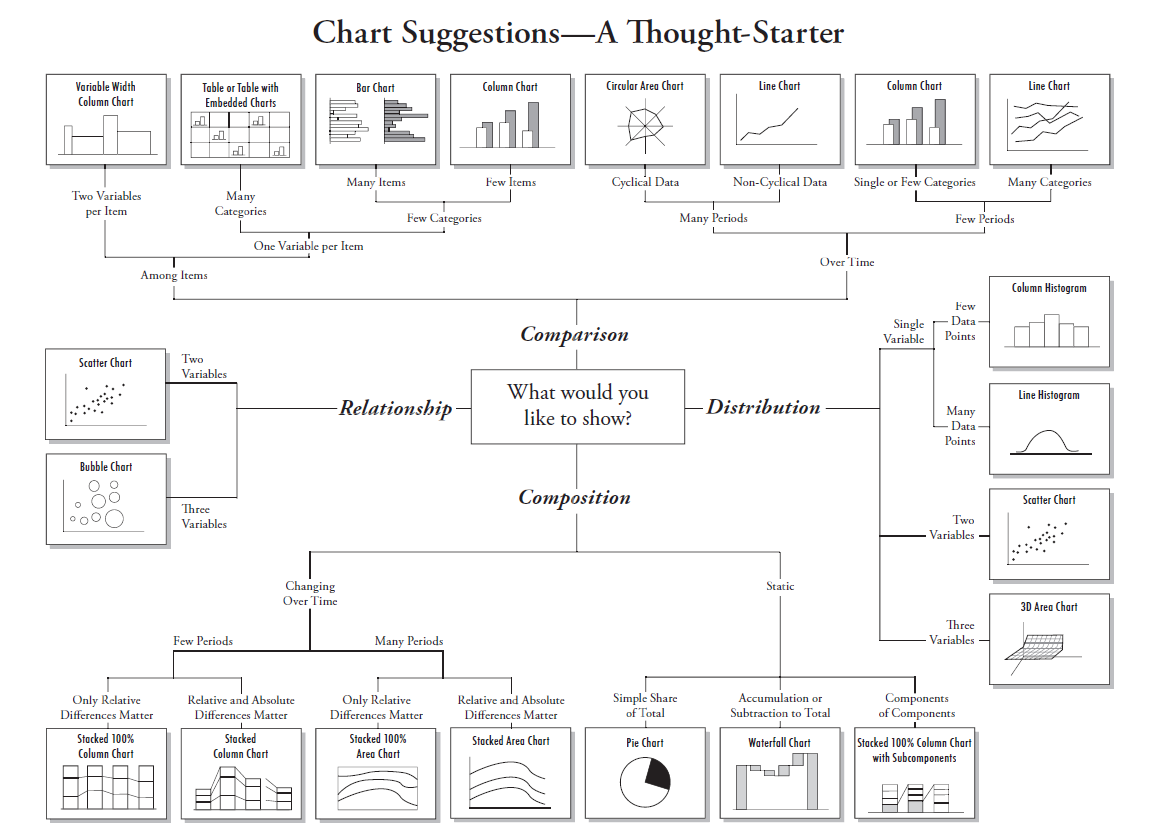 Chart Suggestions—A Thought-Starter
Variable Width
Column Chart
Table or Table with
Embedded Charts
Bar Chart
Column Chart
Circular Area Chart
Line Chart
Column Chart
Line Chart
Two Variables
per Item
Many
Categories
Many Items
Few Items
Cyclical Data
Non-Cyclical Data
Single or Few Categories
Many Categories
Few Categories
Many Periods
Few Periods
One Variable per Item
Among Items
Over Time
Comparison
Single
Variable
Few
Data
Points
Column Histogram
Scatter Chart
Two
Variables
What would you
like to show?
Relationship
Distribution
Many
Data
Points
Line Histogram
Bubble Chart
Three
Variables
Composition
Two
Variables
Scatter Chart
Changing
Over Time
Static
Three
Variables
3D Area Chart
Few Periods
Many Periods
Only Relative
Differences Matter
Relative and Absolute
Differences Matter
Only Relative
Differences Matter
Relative and Absolute
Differences Matter
Simple Share
of Total
Accumulation or
Subtraction to Total
Components
of Components
Stacked 100%
Column Chart
Stacked
Column Chart
Stacked 100%
Area Chart
Stacked Area Chart
Pie Chart
Waterfall Chart
Stacked 100% Column Chart
with Subcomponents